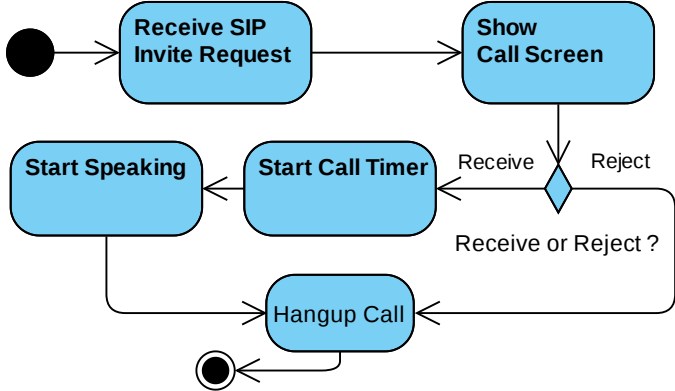 Receive SIP
Invite Request
Show
Call Screen
Start Speaking
Start Call Timer
Receive
Reject
Receive or Reject ?
Hangup Call